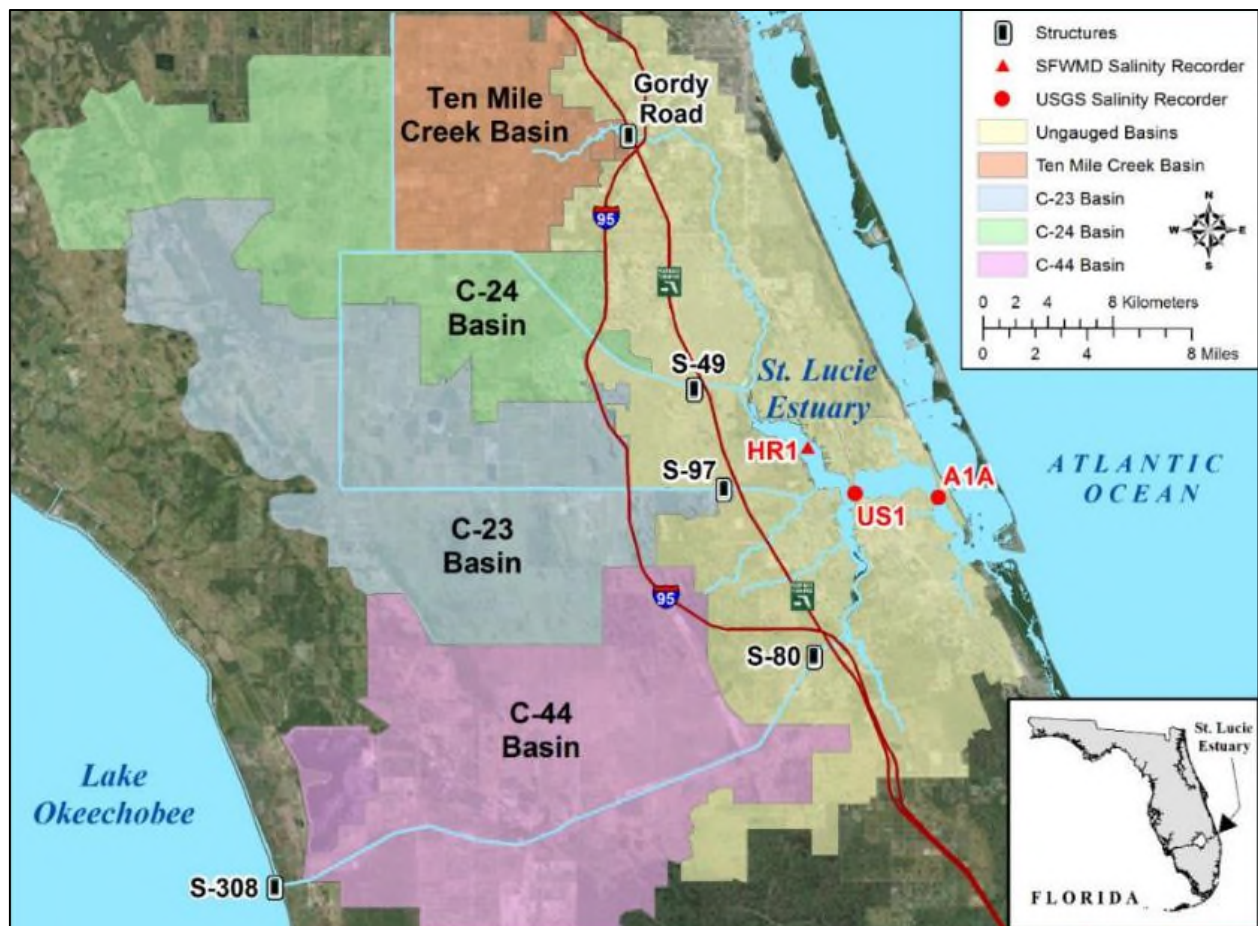 Structures
SFWMD Salinity Recorder
USGS Salinity Recorder
Ungauged Basins
Ten Mile Creek Basin
C-23 Basin
C-24 Basin
C-44 Basin
N
W E
S
0 2 4 8 Kilometers
0 2 4 8 Miles
Ten Mile
Creek Basin
Gordy
Road
95
C-24
Basin
S-49
St. Lucie
Estuary
HR1
S-97
A1A
US1
ATLANTIC
OCEAN
C-23
Basin
95
S-80
C-44
Basin
Lake
Okeechobee
S-308
St. Lucie
Estuary
FLORIDA